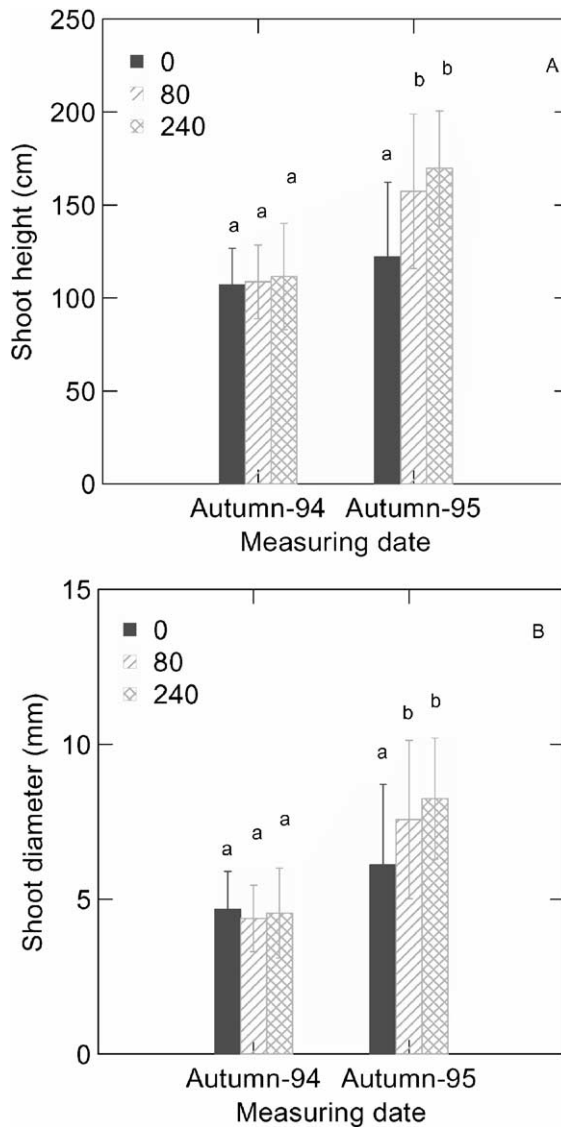 250
200
150
100
50
0
Shoot height (cm)
0
80
240
A
a a a
a b b
Autumn-94 Autumn-95
Measuring date
15
10
5
0
Shoot diameter (mm)
0
80
240
B
a a a
a b b
Autumn-94 Autumn-95
Measuring date